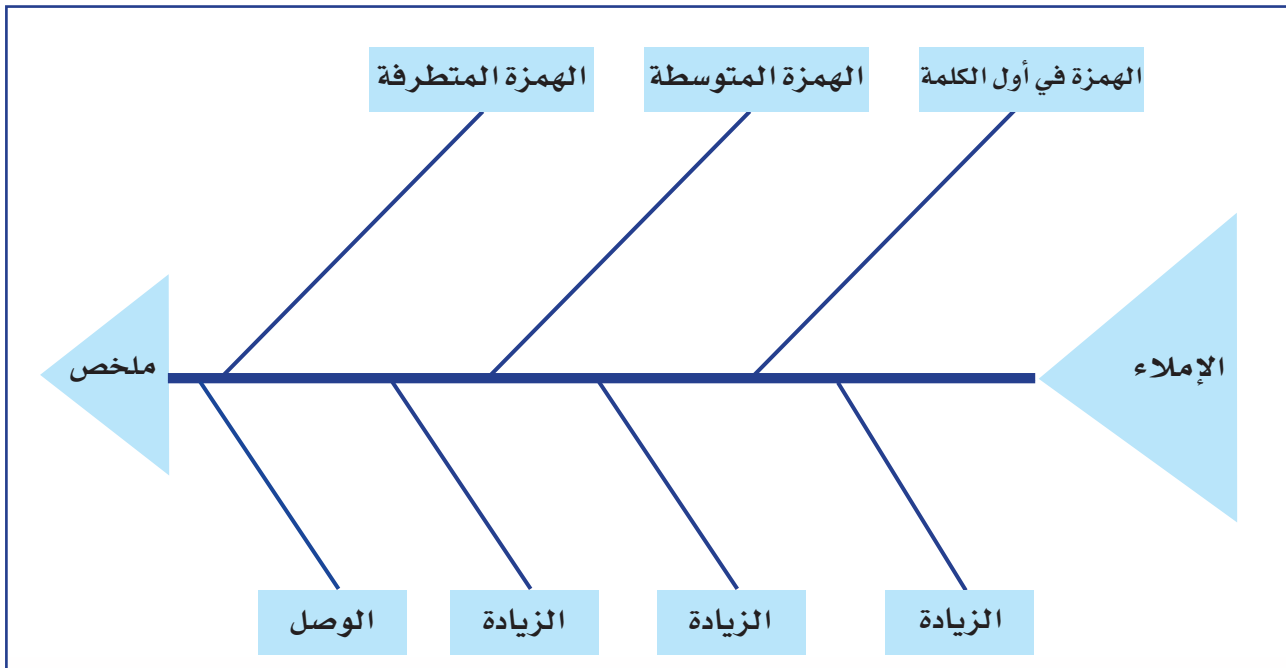 الهمزة في أول الكلمة
الهمزة المتوسطة
الهمزة المتطرفة
الإملاء
ملخص
الزيادة
الزيادة
الزيادة
الوصل